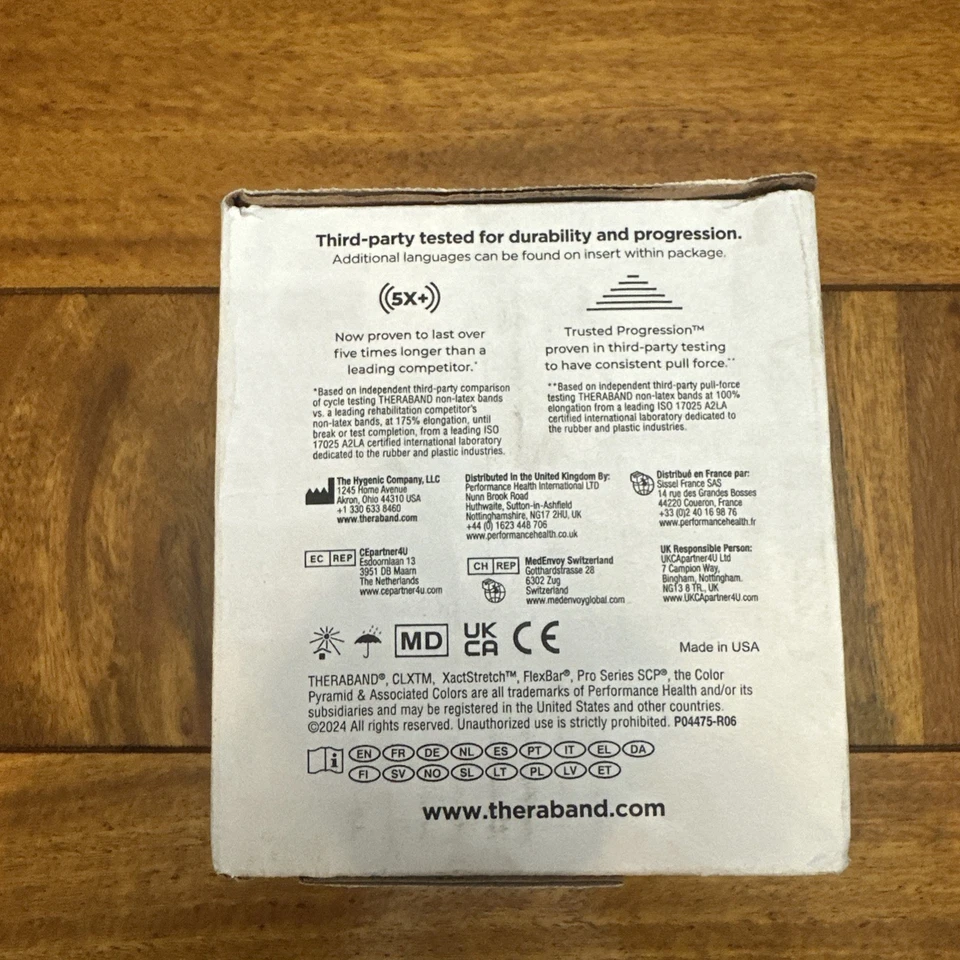 Third-party tested for durability and progression.
Additional languages can be found on insert within package.
((5X+))
Now proven to last over
five times longer than a
leading competitor.*
*Based on independent third-party comparison
of cycle testing THERABAND non-latex bands
vs. a leading rehabilitation competitor's
non-latex bands, at 175% elongation, until
break or test completion, from a leading ISO
17025 A2LA certified international laboratory
dedicated to the rubber and plastic industries.
Trusted Progression™
proven in third-party testing
to have consistent pull force.**
**Based on independent third-party pull-force
testing THERABAND non-latex bands at 100%
elongation from a leading ISO 17025 A2LA
certified international laboratory dedicated to
the rubber and plastic industries.
The Hygenic Company, LLC
1245 Home Avenue
Akron, Ohio 44310 USA
+1 330 633 8460
www.theraband.com
Distributed in the United Kingdom By:
Performance Health International LTD
Nunn Brook Road
Huthwaite, Sutton-in-Ashfield
Nottinghamshire, NG17 2HU, UK
+44 (0) 1623 448 706
www.performancehealth.co.uk
Distribué en France par:
Sissel France SAS
14 rue des Grandes Bosses
44220 Coueron, France
+33 (0)2 40 16 98 76
www.performancehealth.fr
EC REP
CEpartner4U
Esdoornlaan 13
3951 DB Maarn
The Netherlands
www.cepartner4u.com
CH REP
MedEnvoy Switzerland
Gotthardstrasse 28
6302 Zug
Switzerland
www.medenvoyglobal.com
UK Responsible Person:
UKCApartner4U Ltd
7 Campion Way,
Bingham, Nottingham.
NG13 8 TR., UK
www.UKCApartner4U.com
MD
UK
CA
CE
Made in USA
THERABAND®, CLXTM, XactStretch™, FlexBar®, Pro Series SCP®, the Color
Pyramid & Associated Colors are all trademarks of Performance Health and/or its
subsidiaries and may be registered in the United States and other countries.
©2024 All rights reserved. Unauthorized use is strictly prohibited. P04475-R06
i EN FR DE NL ES PT IT EL DA
FI SV NO SL LT PL LV ET
www.theraband.com